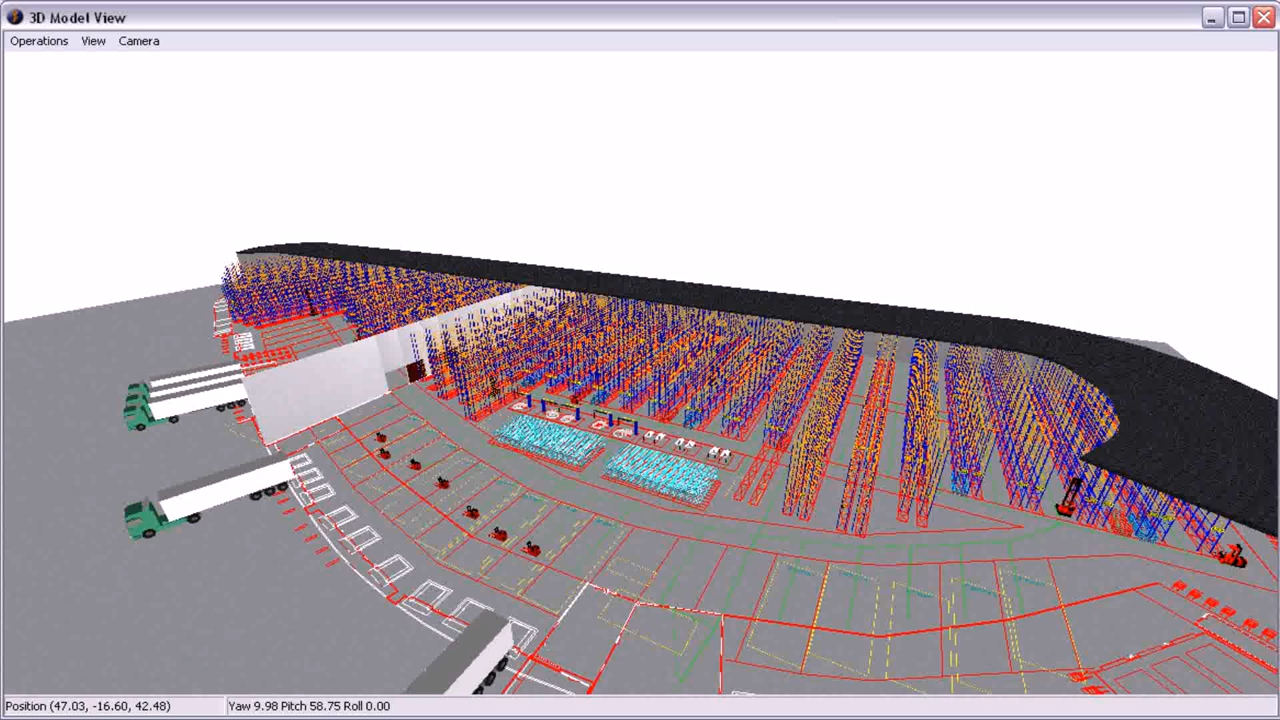 3D Model View
Operations View Camera
Position (47.03, -16.60, 42.48) Yaw 9.98 Pitch 58.75 Roll 0.00